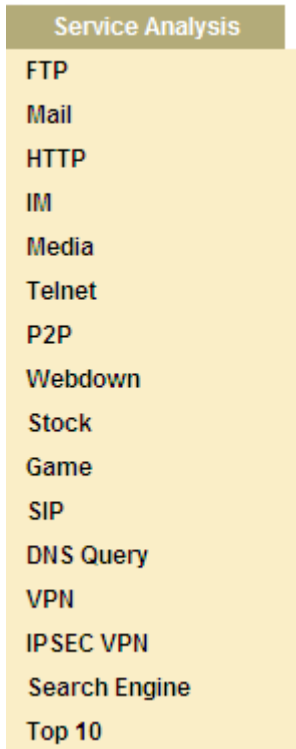 Service Analysis
FTP
Mail
HTTP
IM
Media
Telnet
P2P
Webdown
Stock
Game
SIP
DNS Query
VPN
IPSEC VPN
Search Engine
Top 10